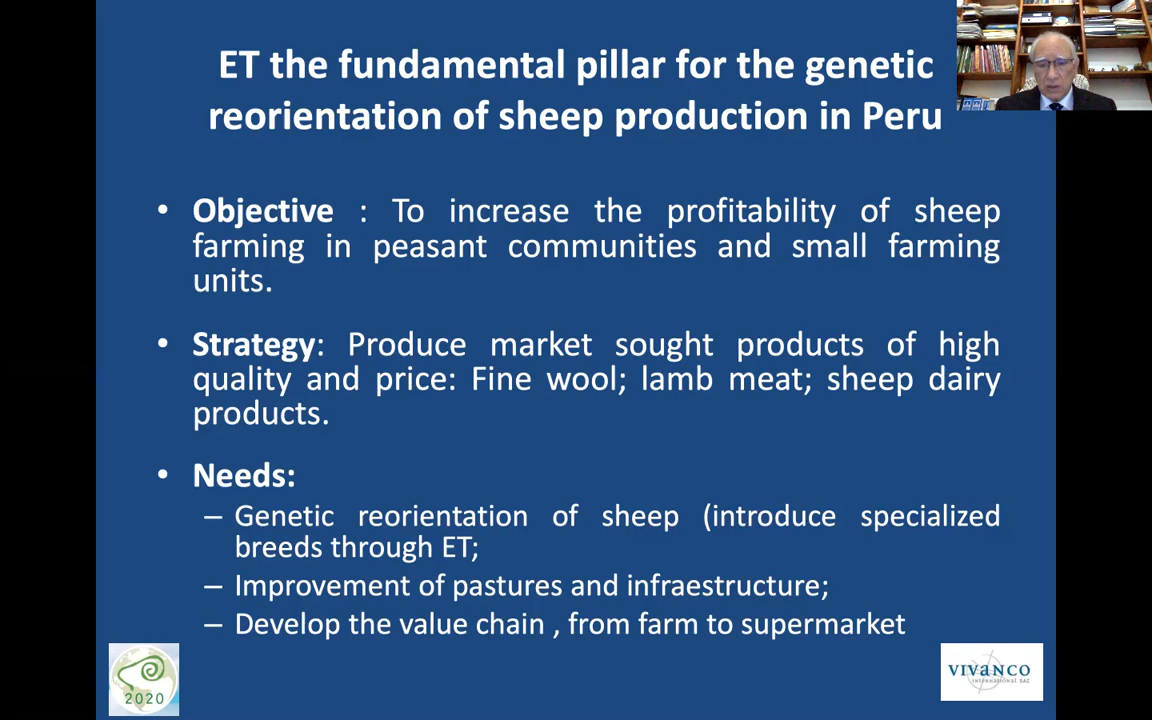 ET the fundamental pillar for the genetic
reorientation of sheep production in Peru
• Objective : To increase the profitability of sheep
farming in peasant communities and small farming
units.
• Strategy: Produce market sought products of high
quality and price: Fine wool; lamb meat; sheep dairy
products.
• Needs:
– Genetic reorientation of sheep (introduce specialized
breeds through ET;
– Improvement of pastures and infraestructure;
– Develop the value chain , from farm to supermarket
2020
VIVANCO
INTERNATIONAL SAC